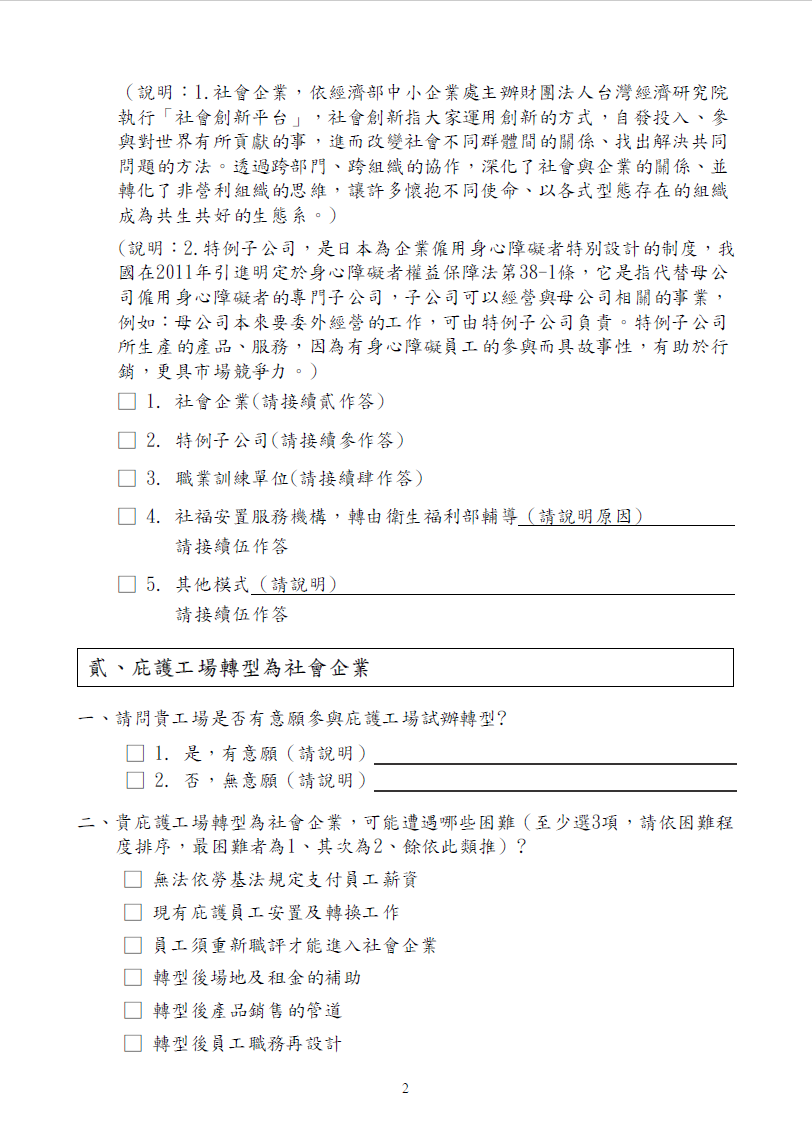 （說明：1.社會企業，依經濟部中小企業處主辦財團法人台灣經濟研究院
執行「社會創新平台」，社會創新指大家運用創新的方式，自發投入、參
與對世界有所貢獻的事，進而改變社會不同群體間的關係、找出解決共同
問題的方法。透過跨部門、跨組織的協作，深化了社會與企業的關係、並
轉化了非營利組織的思維，讓許多懷抱不同使命、以各式型態存在的組織
成為共生共好的生態系。）
(說明：2.特例子公司，是日本為企業僱用身心障礙者特別設計的制度，我
國在2011年引進明定於身心障礙者權益保障法第38-1條，它是指代替母公
司僱用身心障礙者的專門子公司，子公司可以經營與母公司相關的事業，
例如：母公司本來要委外經營的工作，可由特例子公司負責。特例子公司
所生產的產品、服務，因為有身心障礙員工的參與而具故事性，有助於行
銷，更具市場競爭力。）
□ 1. 社會企業(請接續貳作答)
□ 2. 特例子公司(請接續參作答)
□ 3. 職業訓練單位(請接續肆作答)
□ 4. 社福安置服務機構，轉由衛生福利部輔導（請說明原因）
請接續伍作答
□ 5. 其他模式（請說明）
請接續伍作答
貳、庇護工場轉型為社會企業
一、請問貴工場是否有意願參與庇護工場試辦轉型?
□ 1. 是，有意願（請說明）
□ 2. 否，無意願（請說明）
二、貴庇護工場轉型為社會企業，可能遭遇哪些困難（至少選3項，請依困難程
度排序，最困難者為1、其次為2、餘依此類推）?
□ 無法依勞基法規定支付員工薪資
□ 現有庇護員工安置及轉換工作
□ 員工須重新職評才能進入社會企業
□ 轉型後場地及租金的補助
□ 轉型後產品銷售的管道
□ 轉型後員工職務再設計
2